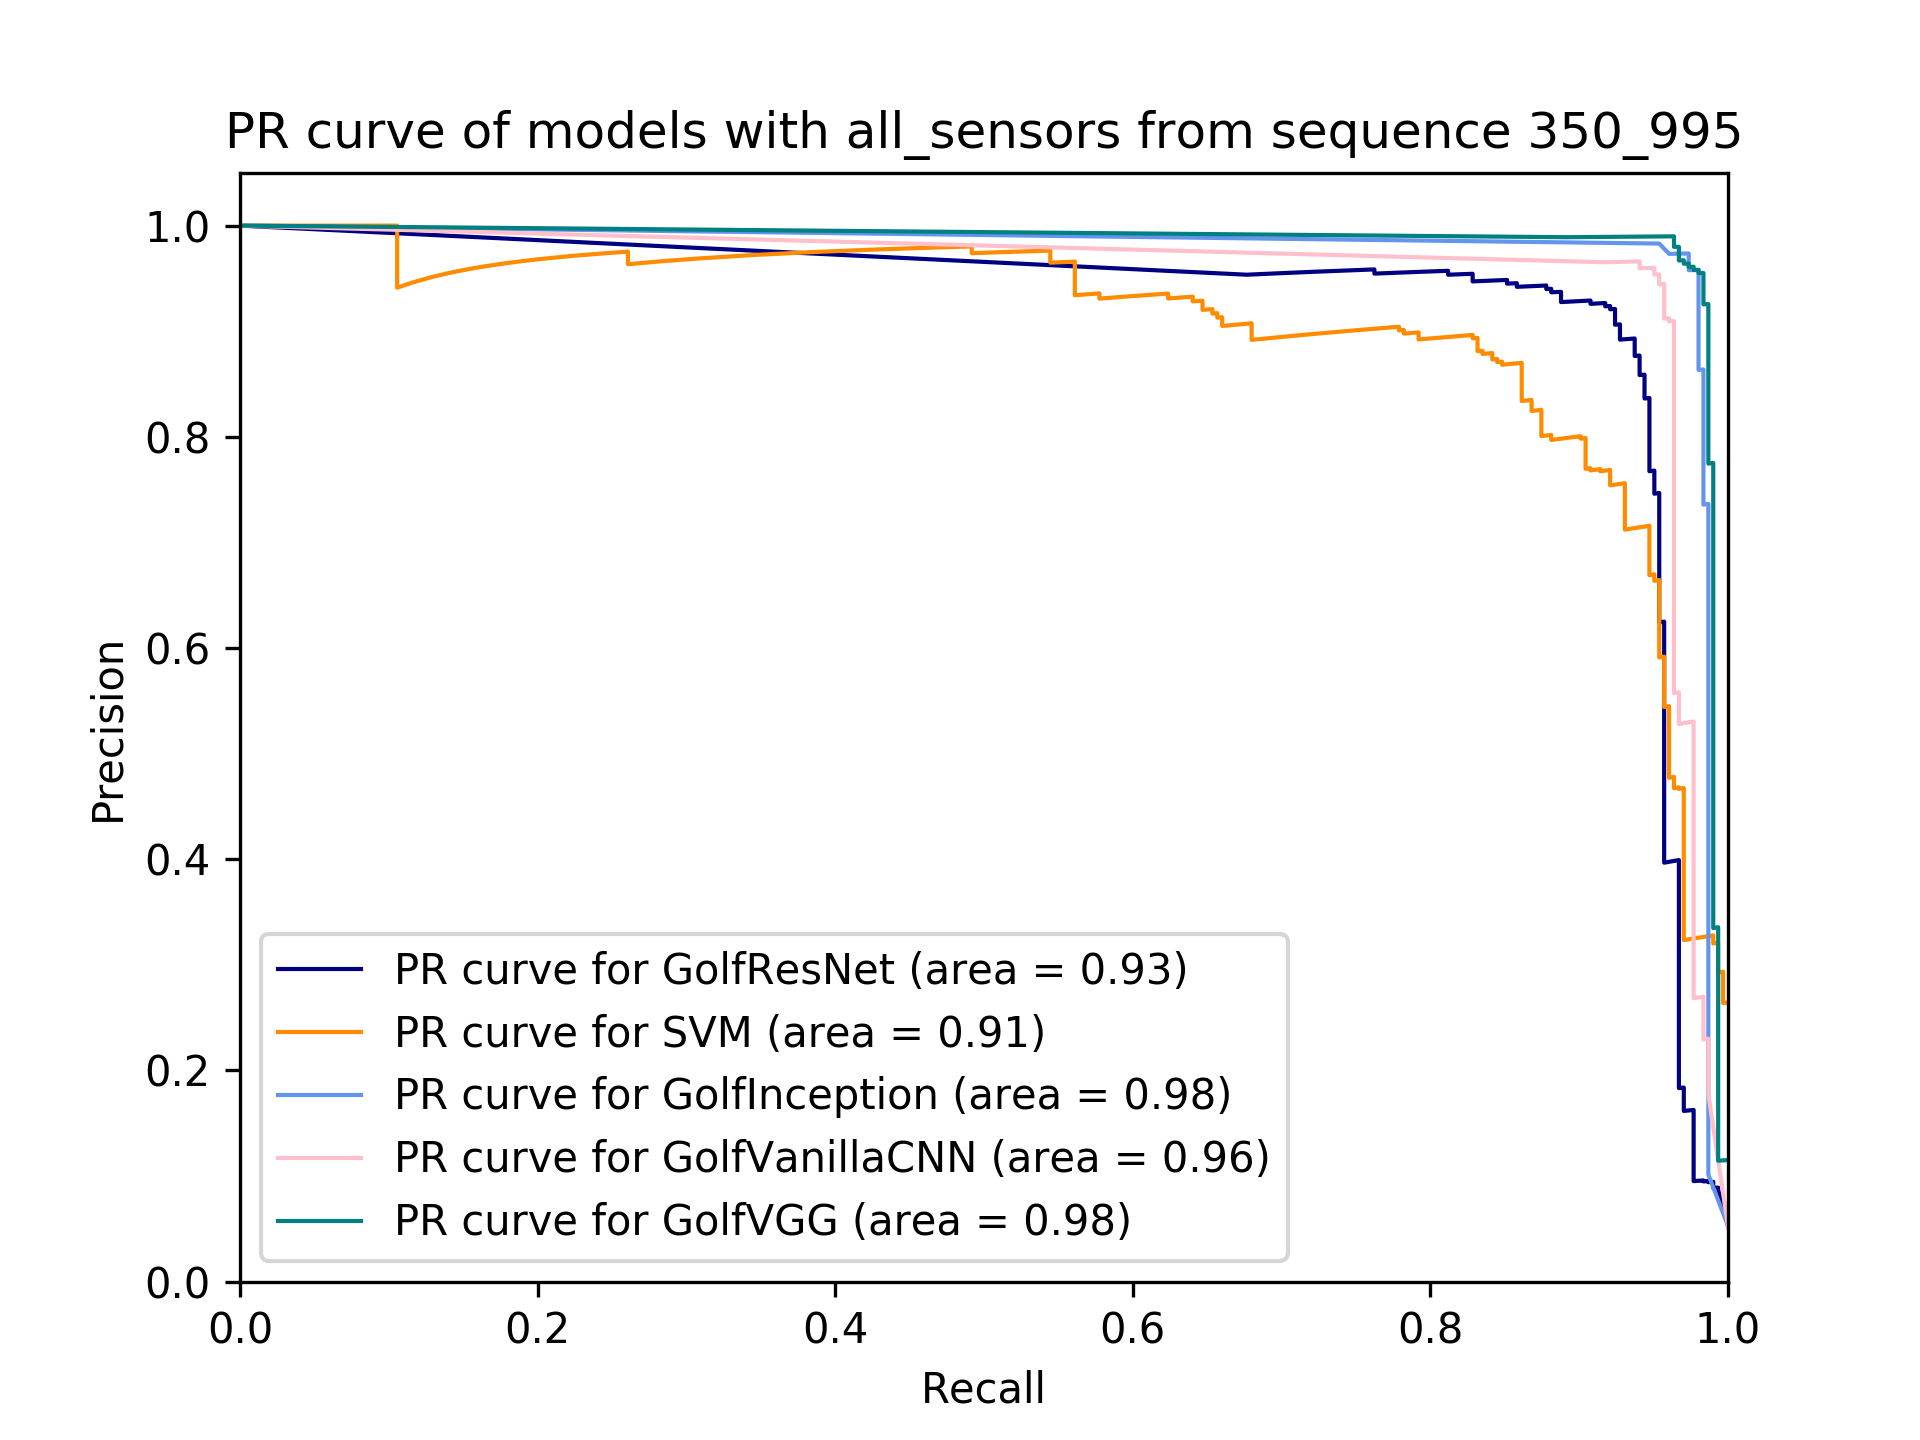 PR curve of models with all_sensors from sequence 350_995
1.0
0.8
0.6
0.4
0.2
0.0
Precision
PR curve for GolfResNet (area = 0.93)
PR curve for SVM (area = 0.91)
PR curve for GolfInception (area = 0.98)
PR curve for GolfVanillaCNN (area = 0.96)
PR curve for GolfVGG (area = 0.98)
0.0 0.2 0.4 0.6 0.8 1.0
Recall